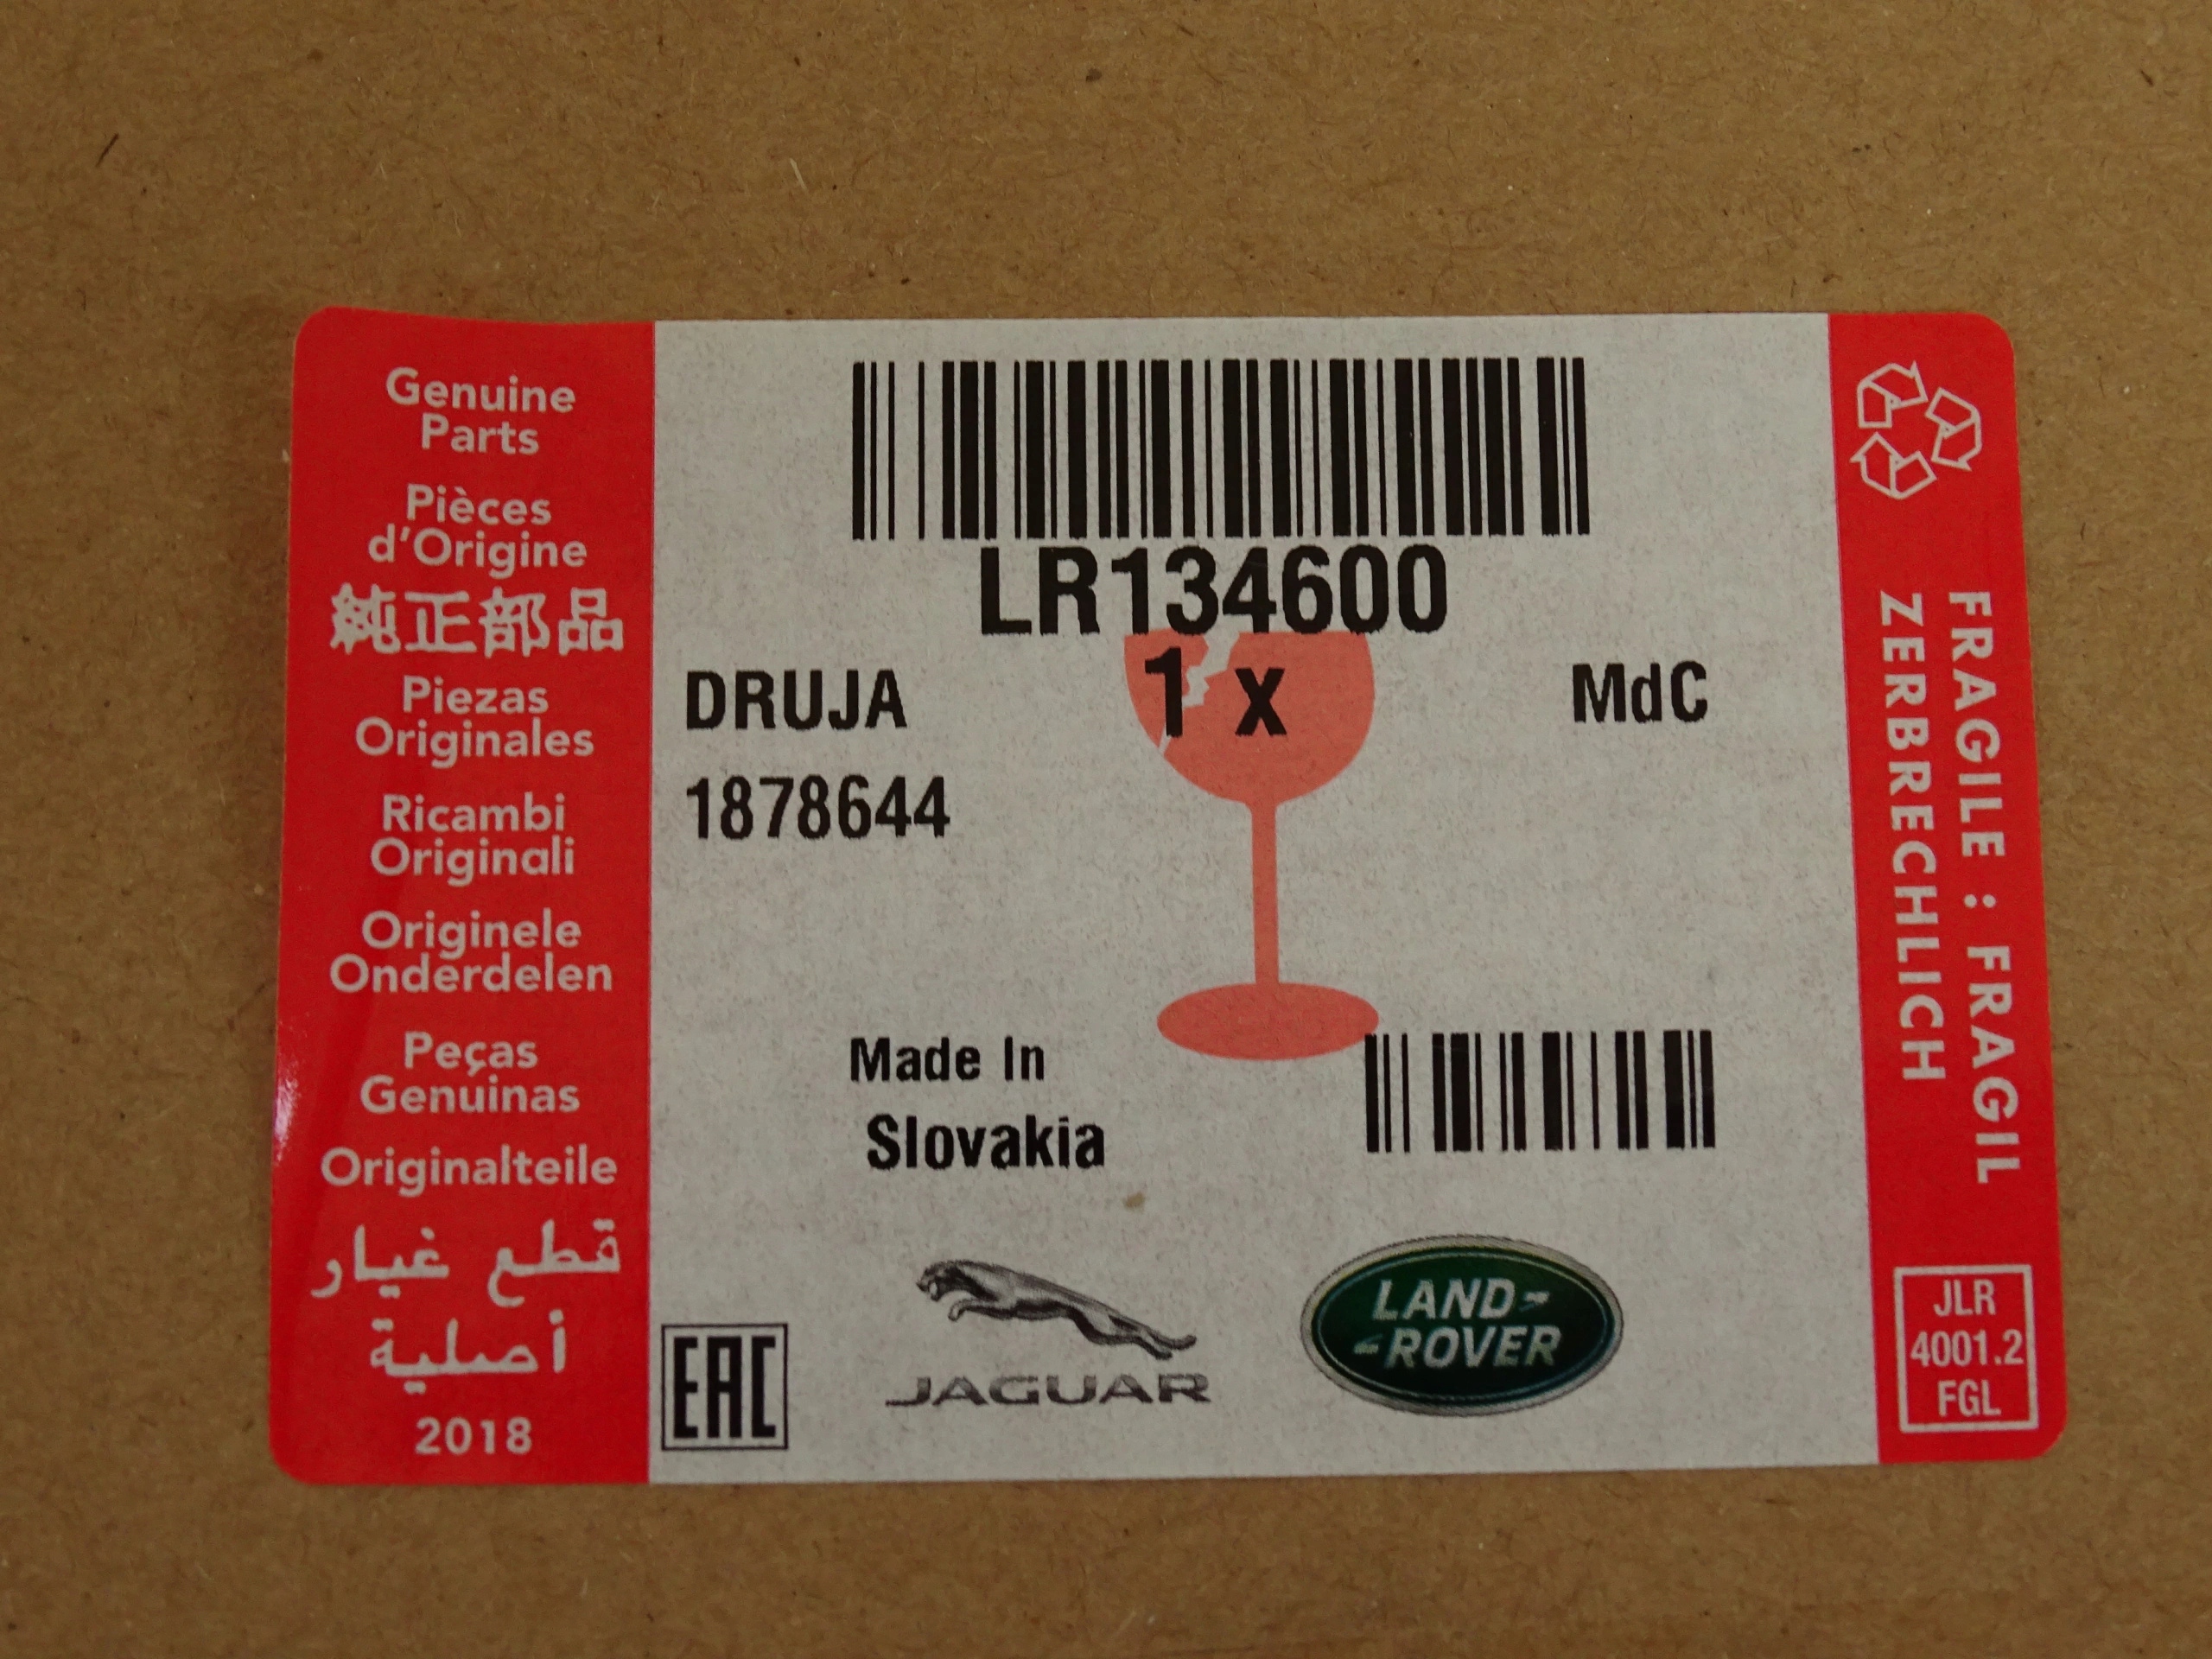 Genuine
Parts
Pièces
d'Origine
純正部品
Piezas
Originales
Ricambi
Originali
Originele
Onderdelen
Peças
Genuinas
Originalteile
قطع غيار
أصلية
2018
LR134600
DRUJA 1 x MdC
1878644
Made In
Slovakia
EAC
JAGUAR
LAND-
-ROVER
FRAGILE : FRAGIL
ZERBRECHLICH
JLR
4001.2
FGL